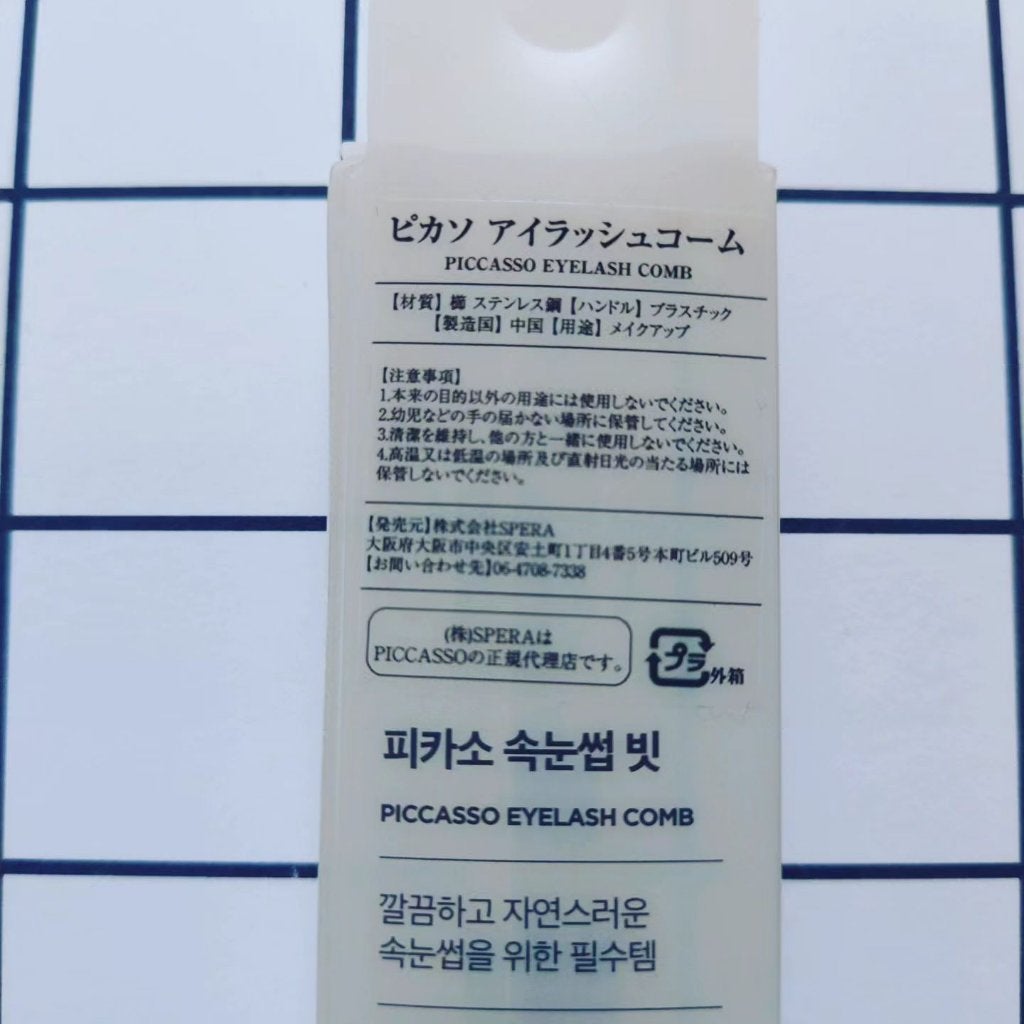 ピカソ アイラッシュコーム
PICCASSO EYELASH COMB
【材質】 櫛 ステンレス鋼 【ハンドル】 プラスチック
【製造国】 中国 【用途】 メイクアップ
【注意事項】
1.本来の目的以外の用途には使用しないでください。
2.幼児などの手の届かない場所に保管してください。
3.清潔を維持し、他の方と一緒に使用しないでください。
4.高温又は低温の場所及び直射日光の当たる場所には
保管しないでください。
【発売元】株式会社SPERA
大阪府大阪市中央区安土町1丁目4番5号本町ビル509号
【お問い合わせ先】06-4708-7338
(株)SPERAは
PICCASSOの正規代理店です。
プラ
外箱
피카소 속눈썹 빗
PICCASSO EYELASH COMB
깔끔하고 자연스러운
속눈썹을 위한 필수템